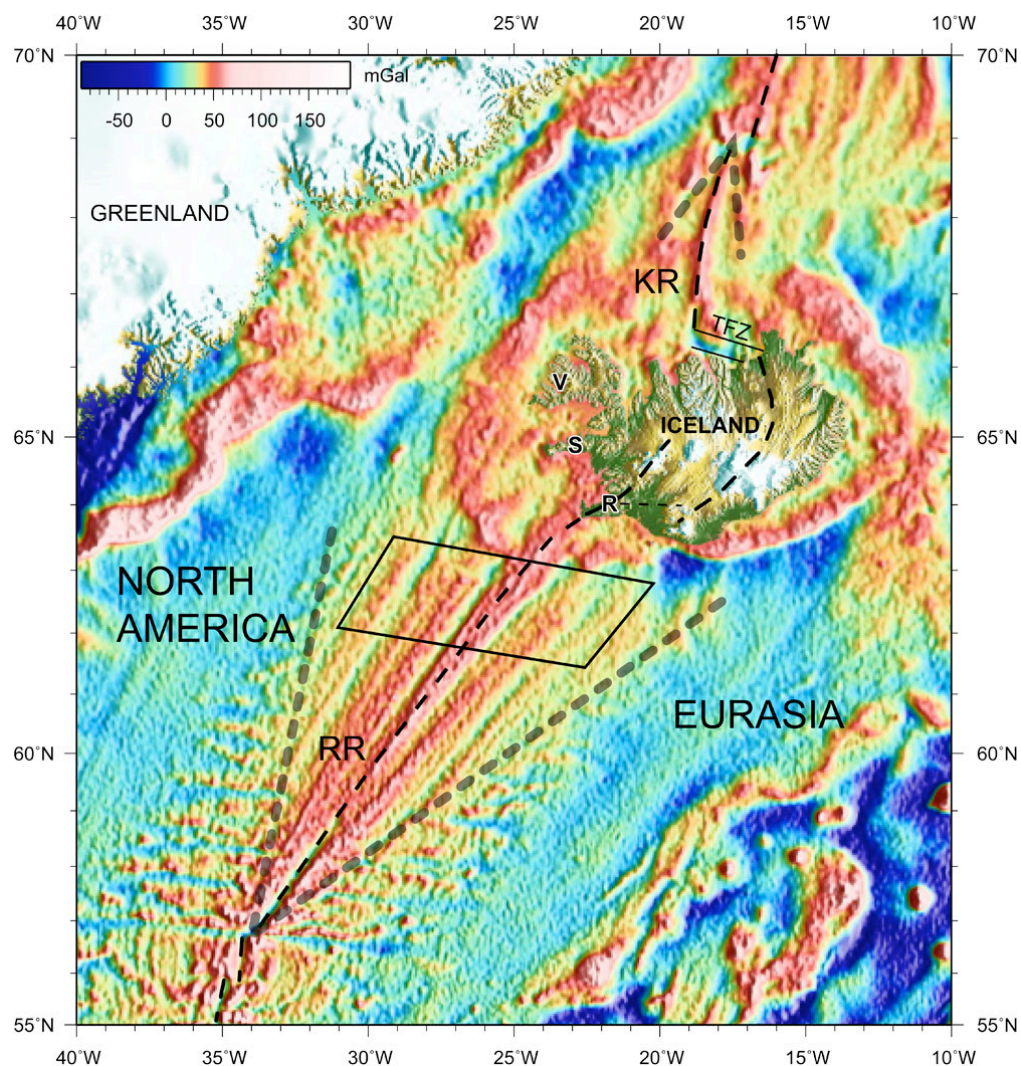 40˚W 35˚W 30˚W 25˚W 20˚W 15˚W 10˚W
70˚N 70˚N
mGal
-50 0 50 100 150
GREENLAND
KR
TFZ
V
ICELAND
65˚N 65˚N
S
R
NORTH
AMERICA
EURASIA
RR
60˚N 60˚N
55˚N 55˚N
40˚W 35˚W 30˚W 25˚W 20˚W 15˚W 10˚W